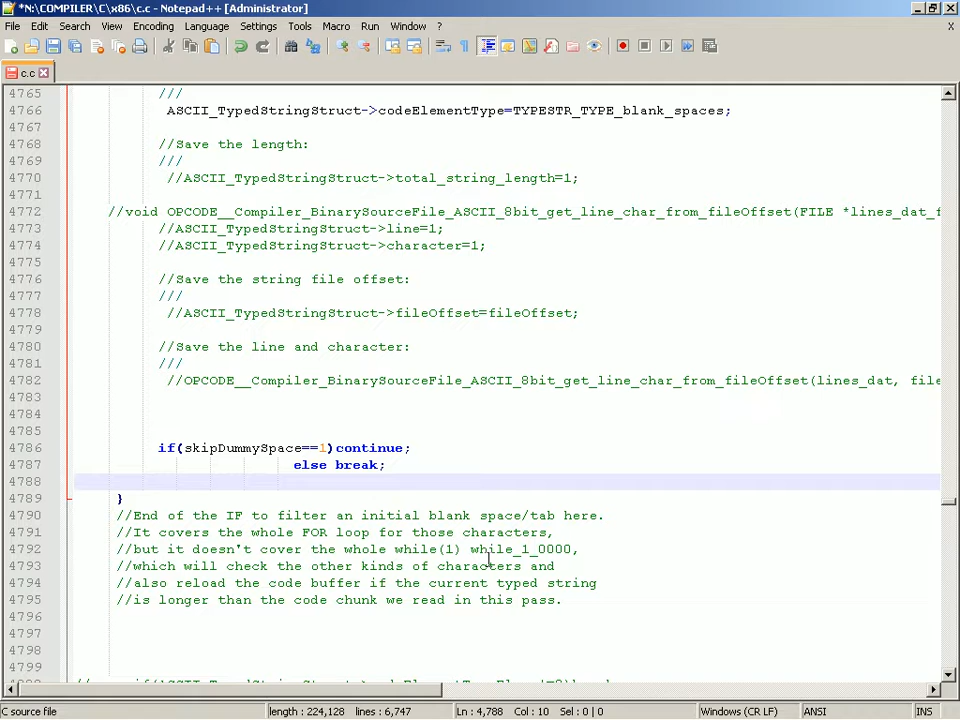 *N:\COMPILER\C\x86\c.c - Notepad++ [Administrator]
File Edit Search View Encoding Language Settings Tools Macro Run Window ? X
c.c
4765 ///
4766 ASCII_TypedStringStruct->codeElementType=TYPESTR_TYPE_blank_spaces;
4767
4768 //Save the length:
4769 ///
4770 //ASCII_TypedStringStruct->total_string_length=1;
4771
4772 //void OPCODE__Compiler_BinarySourceFile_ASCII_8bit_get_line_char_from_fileOffset(FILE *lines_dat_f
4773 //ASCII_TypedStringStruct->line=1;
4774 //ASCII_TypedStringStruct->character=1;
4775
4776 //Save the string file offset:
4777 ///
4778 //ASCII_TypedStringStruct->fileOffset=fileOffset;
4779
4780 //Save the line and character:
4781 ///
4782 //OPCODE__Compiler_BinarySourceFile_ASCII_8bit_get_line_char_from_fileOffset(lines_dat, file
4783
4784
4785
4786 if(skipDummySpace==1)continue;
4787 else break;
4788
4789 }
4790 //End of the IF to filter an initial blank space/tab here.
4791 //It covers the whole FOR loop for those characters,
4792 //but it doesn't cover the whole while(1) while_1_0000,
4793 //which will check the other kinds of characters and
4794 //also reload the code buffer if the current typed string
4795 //is longer than the code chunk we read in this pass.
4796
4797
4798
4799
C source file length : 224,128 lines : 6,747 Ln : 4,788 Col : 10 Sel : 0 | 0 Windows (CR LF) ANSI INS